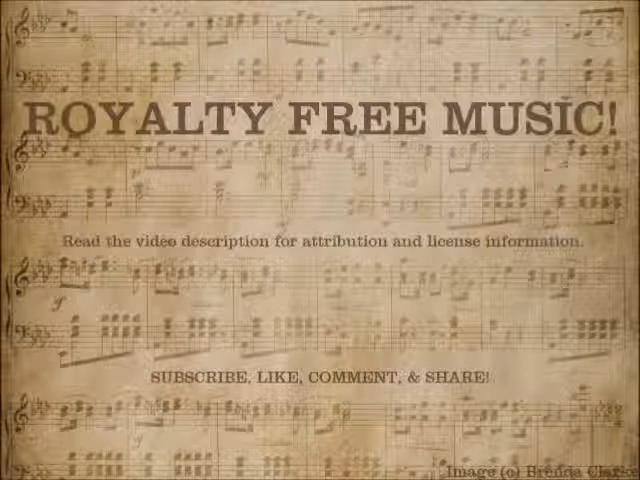 ROYALTY FREE MUSIC!
Read the video description for attribution and license information.
SUBSCRIBE, LIKE, COMMENT, & SHARE!
Image (c) Brenda Clarke